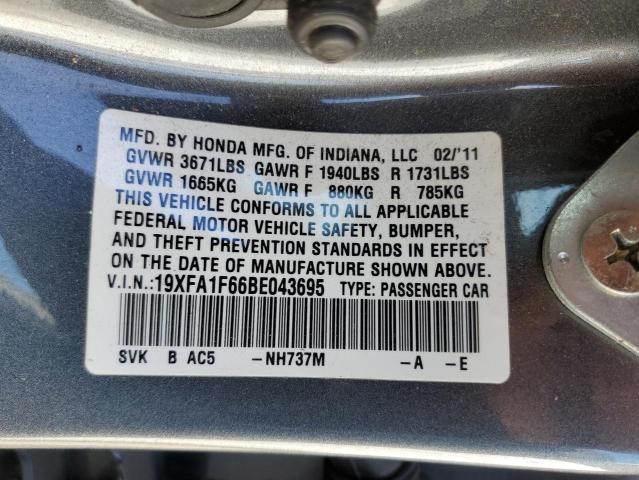 MFD. BY HONDA MFG. OF INDIANA, LLC 02/'11
GVWR 3671LBS GAWR F 1940LBS R 1731LBS
GVWR 1665KG GAWR F 880KG R 785KG
THIS VEHICLE CONFORMS TO ALL APPLICABLE
FEDERAL MOTOR VEHICLE SAFETY, BUMPER,
AND THEFT PREVENTION STANDARDS IN EFFECT
ON THE DATE OF MANUFACTURE SHOWN ABOVE.
V.I.N.:19XFA1F66BE043695 TYPE: PASSENGER CAR
SVK B AC5 -NH737M -A -E